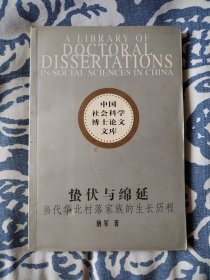 A LIBRARY OF
DOCTORAL
DISSERTATIONS
IN SOCIAL SCIENCES IN CHINA
中国
社会科学
博士论文
文库
蛰伏与绵延
当代华北村落家族的生长历程
唐军 著